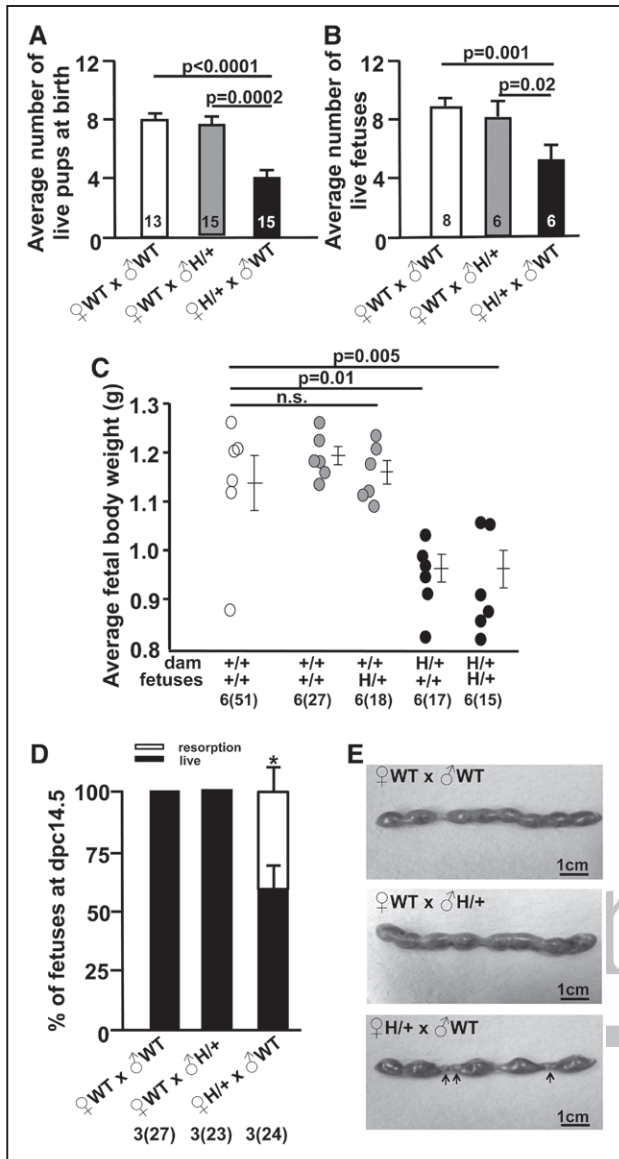 A
Average number of
live pups at birth
12
8
4
0
p<0.0001
p=0.0002
13
15
15
♀WT x ♂WT
♀WT x ♂H/+
♀H/+ x ♂WT
B
Average number of
live fetuses
12
8
4
0
p=0.001
p=0.02
8
6
6
♀WT x ♂WT
♀WT x ♂H/+
♀H/+ x ♂WT
C
Average fetal body weight (g)
p=0.005
p=0.01
n.s.
1.3
1.2
1.1
1.0
0.9
0.8
dam +/+ +/+ +/+ H/+ H/+
fetuses +/+ +/+ H/+ +/+ H/+
6(51) 6(27) 6(18) 6(17) 6(15)
D
resorption
live
*
% of fetuses at dpc14.5
100
75
50
25
0
♀WT x ♂WT
♀WT x ♂H/+
♀H/+ x ♂WT
3(27) 3(23) 3(24)
E
♀WT x ♂WT
1cm
♀WT x ♂H/+
1cm
♀H/+ x ♂WT
1cm